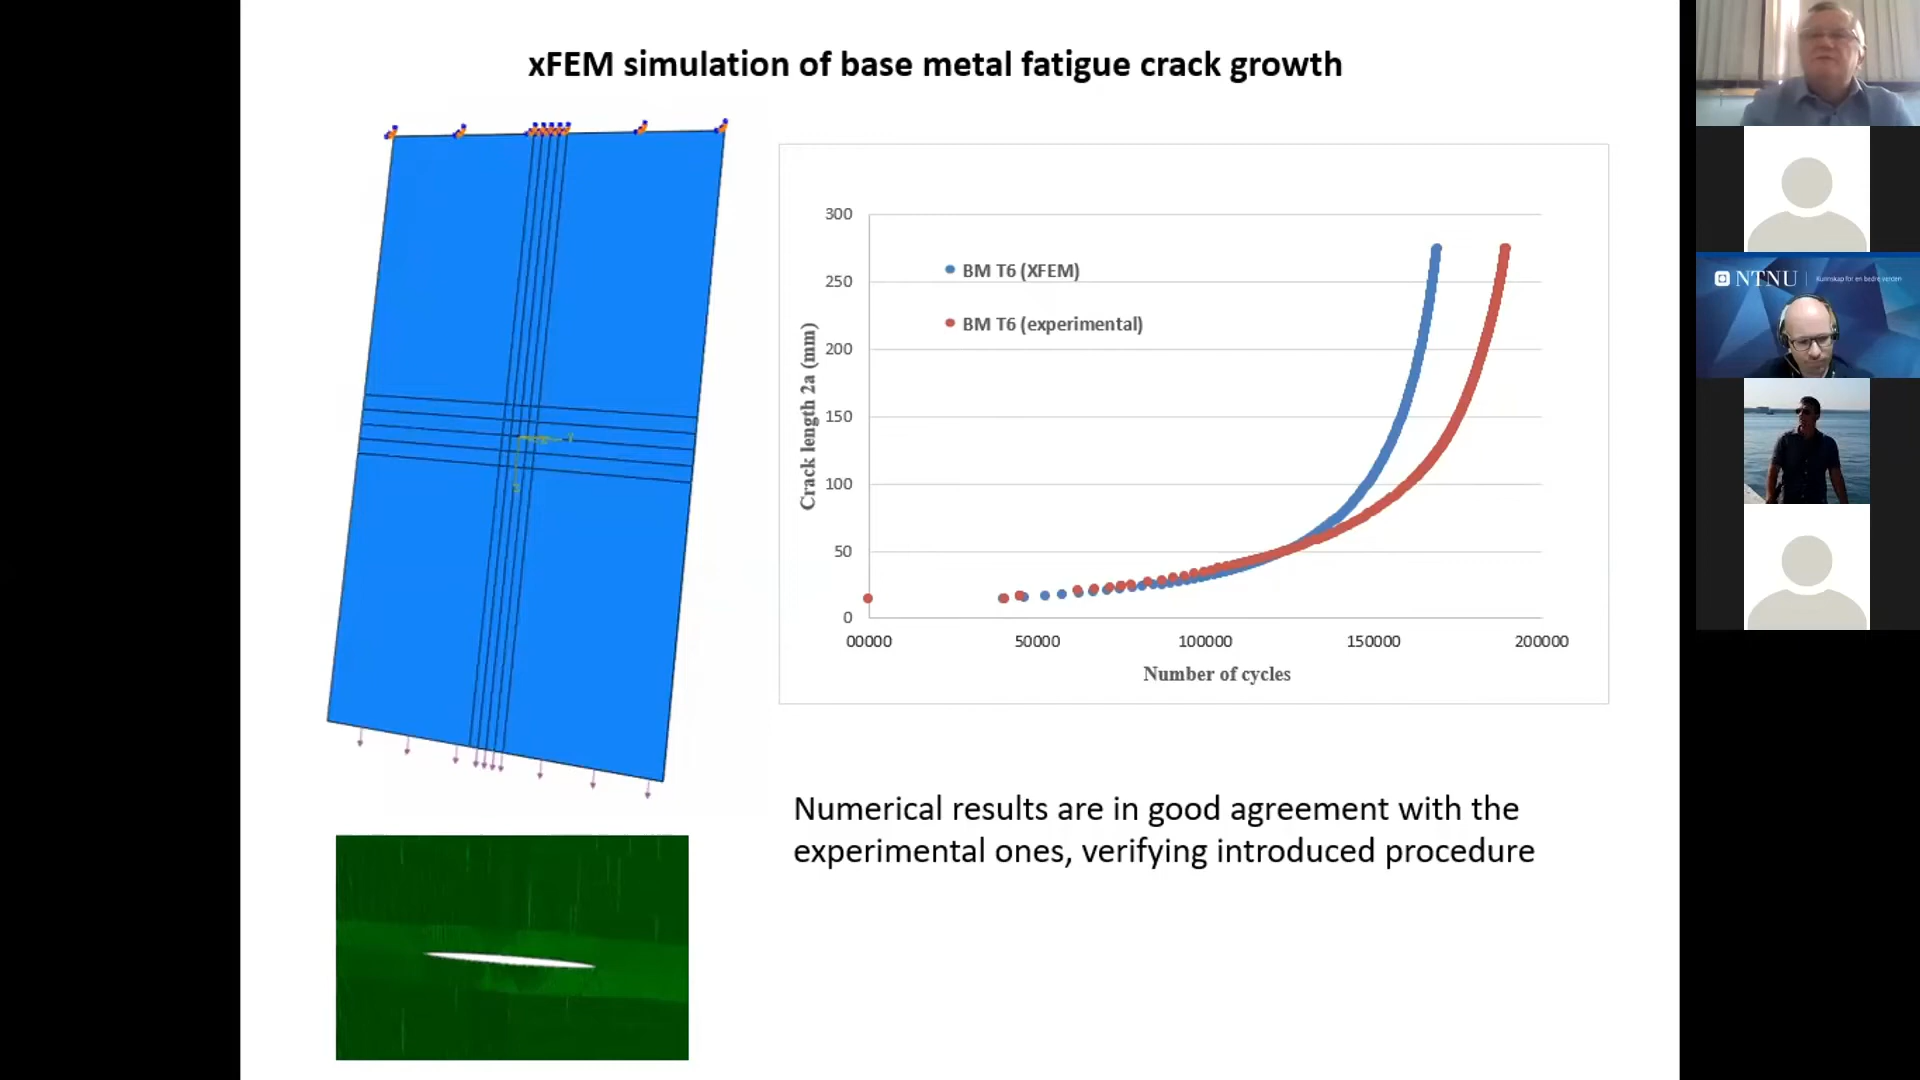 xFEM simulation of base metal fatigue crack growth
300
250
200
150
100
50
0
00000
50000
100000
150000
200000
BM T6 (XFEM)
BM T6 (experimental)
Crack length 2a (mm)
Number of cycles
Numerical results are in good agreement with the
experimental ones, verifying introduced procedure
NTNU
Kunnskap for en bedre verden